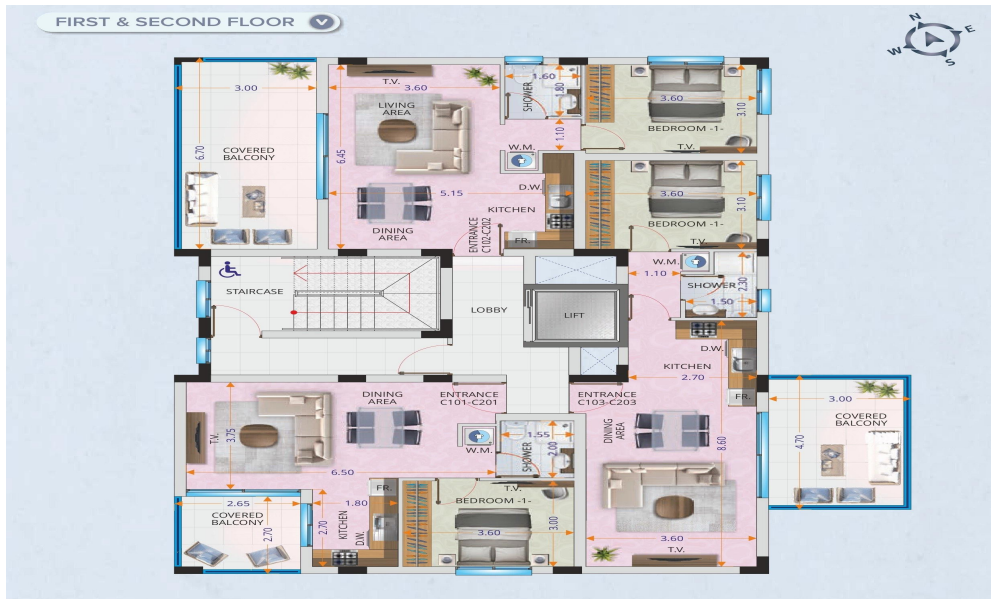 FIRST & SECOND FLOOR V
N
E
W
S
3.00
6.70
COVERED
BALCONY
T.V.
3.60
LIVING
AREA
6.45
5.15
DINING
AREA
1.60
1.80
SHOWER
1.10
W.M.
D.W.
KITCHEN
FR.
ENTRANCE
C102-C202
3.60
3.10
BEDROOM -1-
T.V.
3.60
3.10
BEDROOM -1-
T.V.
STAIRCASE
LOBBY
LIFT
W.M.
1.10
SHOWER
2.30
1.50
D.W.
KITCHEN
2.70
FR.
ENTRANCE
C103-C203
DINING
AREA
8.60
3.60
T.V.
3.00
4.70
COVERED
BALCONY
DINING
AREA
ENTRANCE
C101-C201
T.V.
3.75
6.50
W.M.
1.55
2.00
SHOWER
2.65
COVERED
BALCONY
2.70
FR.
1.80
2.70
KITCHEN
D.W.
T.V.
BEDROOM -1-
3.60
3.00